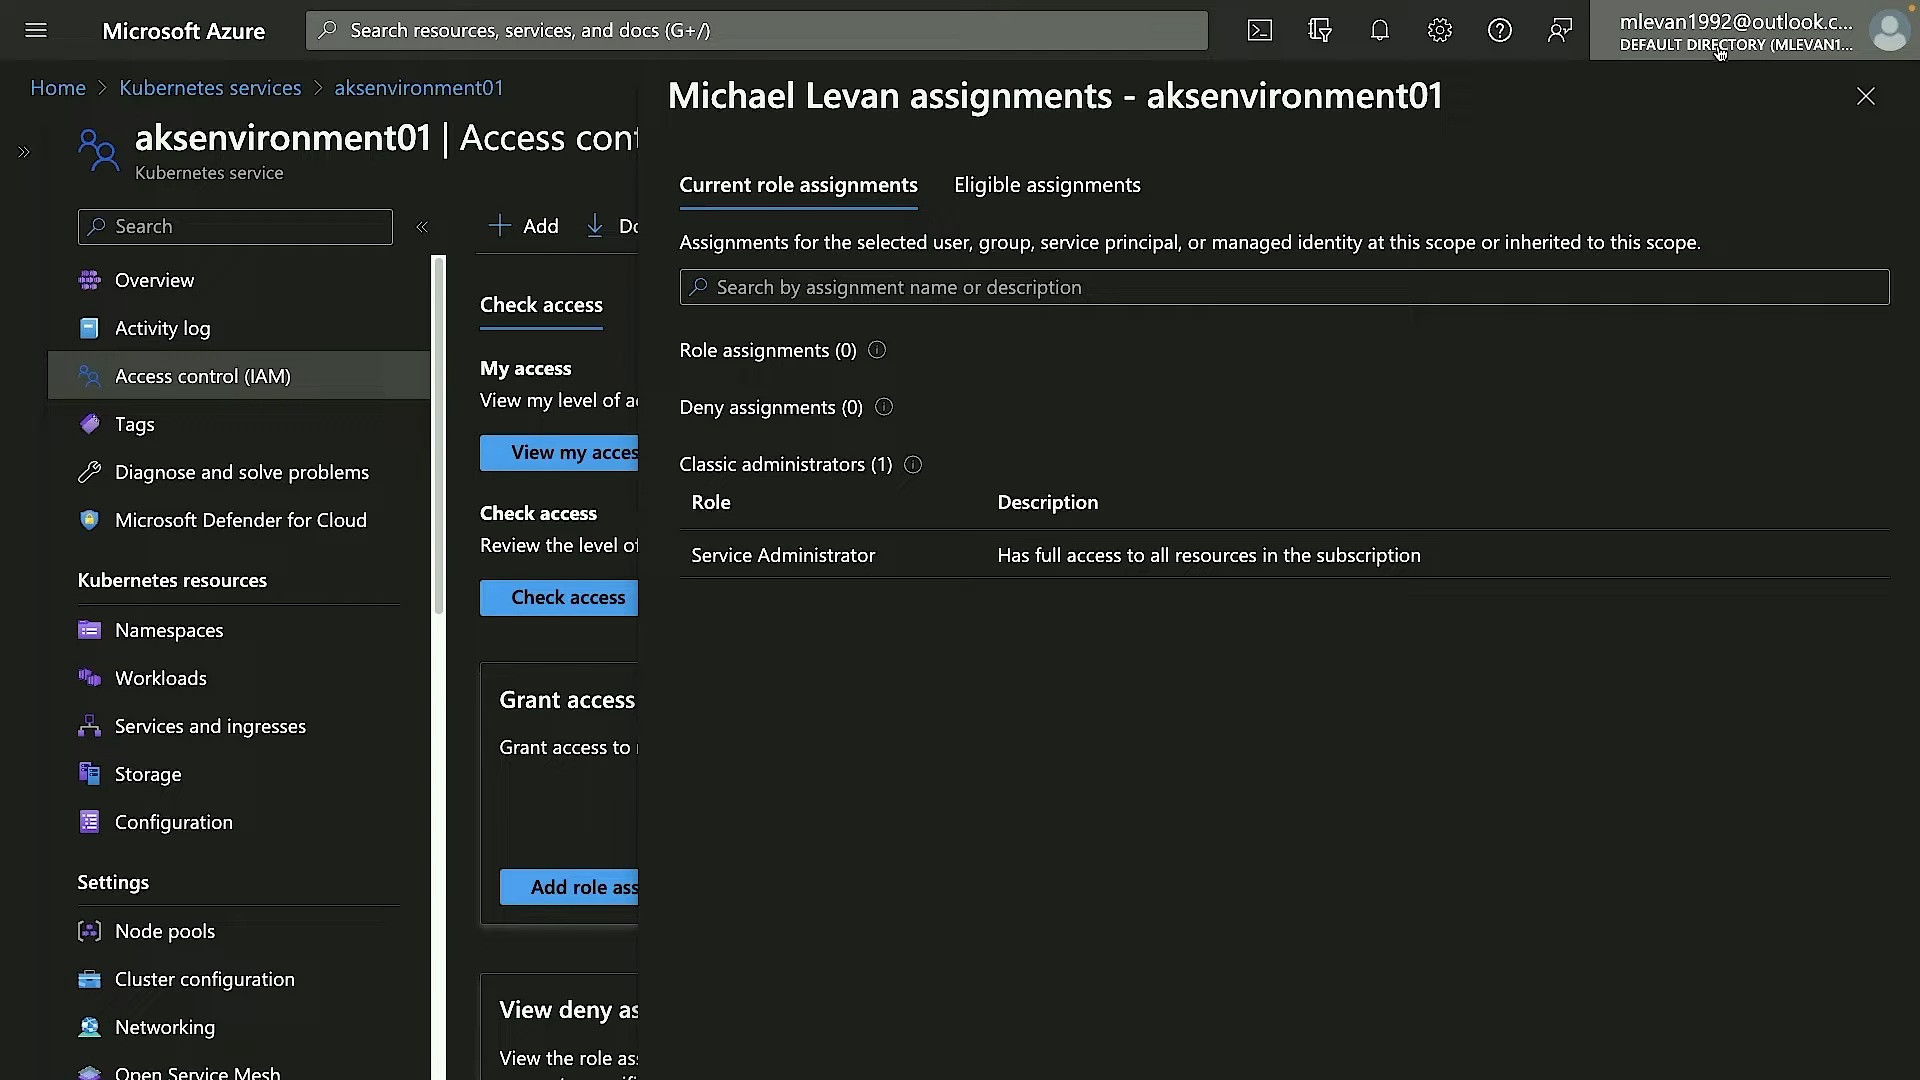 Microsoft Azure
Search resources, services, and docs (G+/)
mlevan1992@outlook.c...
DEFAULT DIRECTORY (MLEVAN1...
Home > Kubernetes services > aksenvironment01
aksenvironment01 | Access cont
Kubernetes service
Search
Overview
Activity log
Access control (IAM)
Tags
Diagnose and solve problems
Microsoft Defender for Cloud
Kubernetes resources
Namespaces
Workloads
Services and ingresses
Storage
Configuration
Settings
Node pools
Cluster configuration
Networking
Open Service Mesh
Add
Do
Check access
My access
View my level of a
View my acces
Check access
Review the level of
Check access
Grant access
Grant access to
Add role ass
View deny as
View the role ass
Michael Levan assignments - aksenvironment01
Current role assignments
Eligible assignments
Assignments for the selected user, group, service principal, or managed identity at this scope or inherited to this scope.
Search by assignment name or description
Role assignments (0)
Deny assignments (0)
Classic administrators (1)
Role Description
Service Administrator Has full access to all resources in the subscription